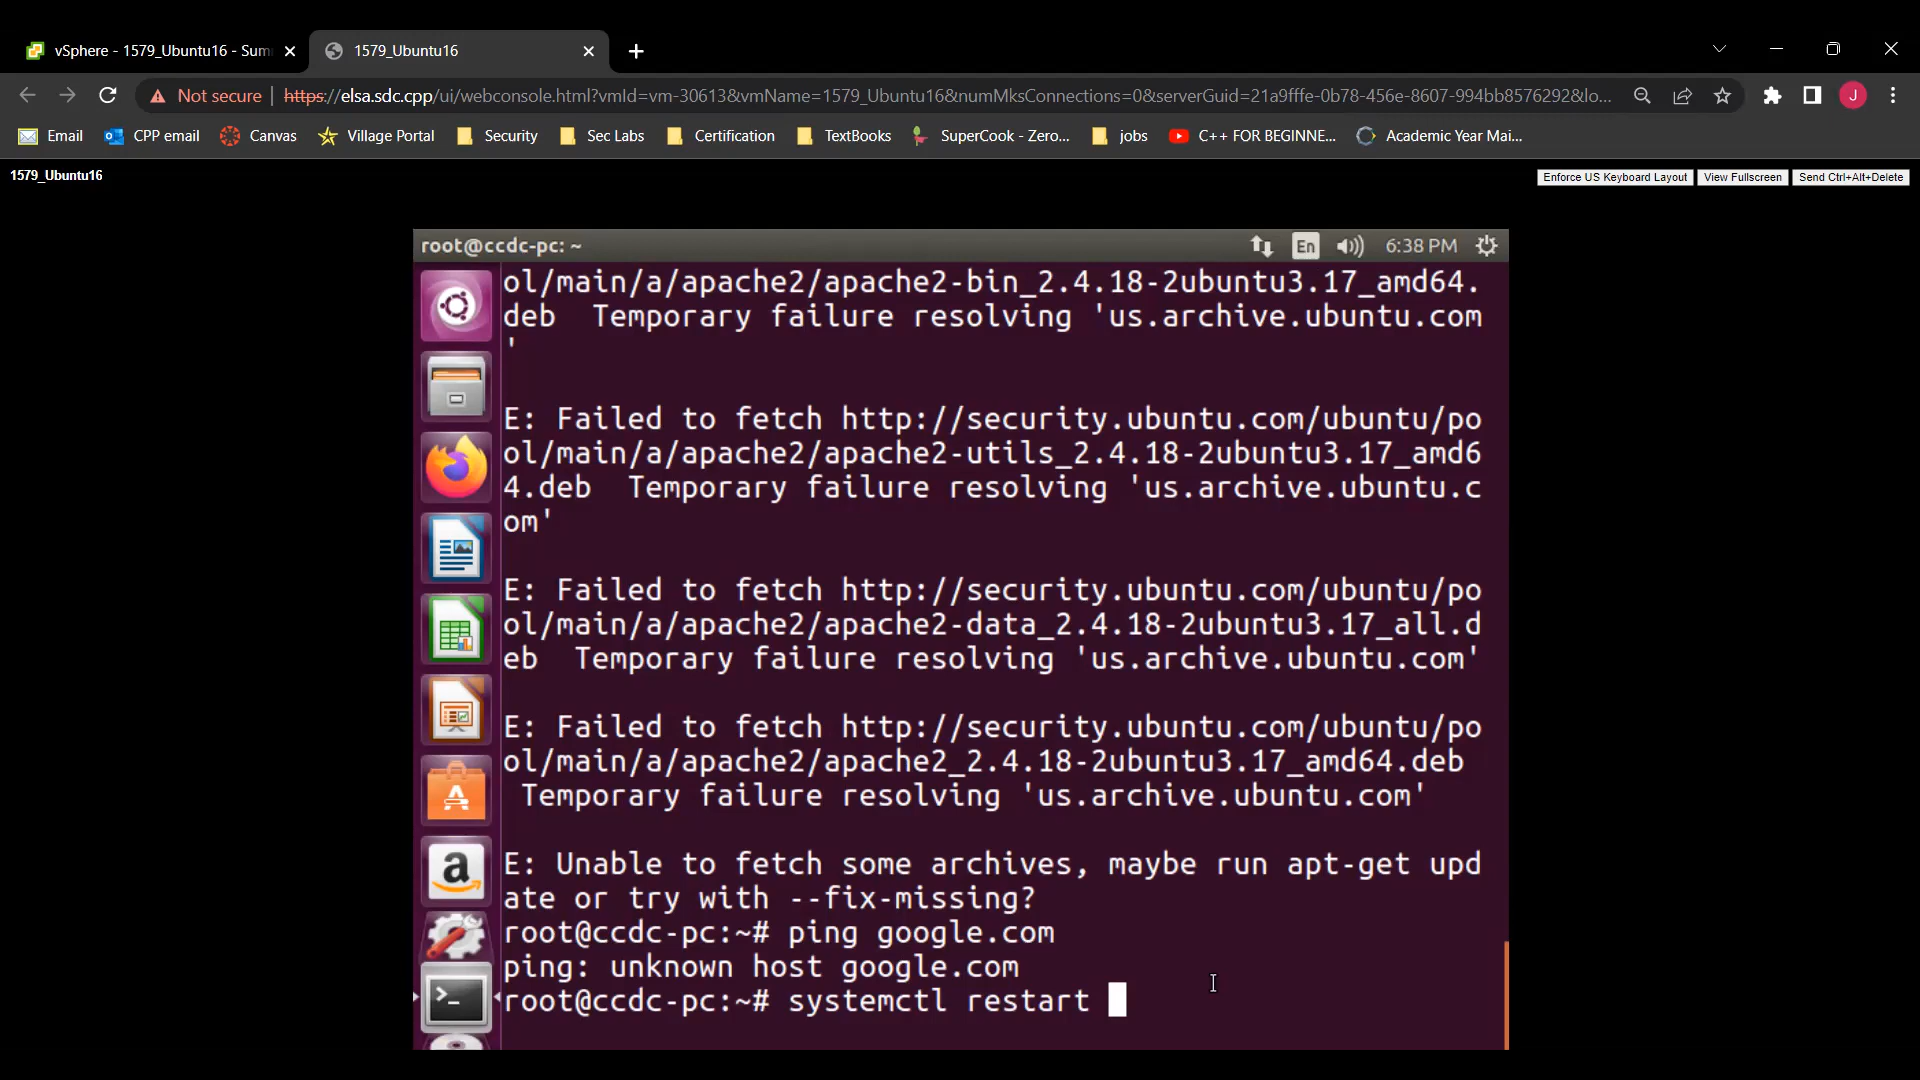 vSphere - 1579_Ubuntu16 - Sum
1579_Ubuntu16
Not secure
https://elsa.sdc.cpp/ui/webconsole.html?vmId=vm-30613&vmName=1579_Ubuntu16&numMksConnections=0&serverGuid=21a9fffe-0b78-456e-8607-994bb8576292&lo...
J
Email
CPP email
Canvas
Village Portal
Security
Sec Labs
Certification
TextBooks
SuperCook - Zero...
jobs
C++ FOR BEGINNE...
Academic Year Mai...
1579_Ubuntu16
Enforce US Keyboard Layout
View Fullscreen
Send Ctrl+Alt+Delete
root@ccdc-pc: ~
En
6:38 PM
ol/main/a/apache2/apache2-bin_2.4.18-2ubuntu3.17_amd64.
deb  Temporary failure resolving 'us.archive.ubuntu.com
'
E: Failed to fetch http://security.ubuntu.com/ubuntu/po
ol/main/a/apache2/apache2-utils_2.4.18-2ubuntu3.17_amd6
4.deb  Temporary failure resolving 'us.archive.ubuntu.c
om'
E: Failed to fetch http://security.ubuntu.com/ubuntu/po
ol/main/a/apache2/apache2-data_2.4.18-2ubuntu3.17_all.d
eb  Temporary failure resolving 'us.archive.ubuntu.com'
E: Failed to fetch http://security.ubuntu.com/ubuntu/po
ol/main/a/apache2/apache2_2.4.18-2ubuntu3.17_amd64.deb
 Temporary failure resolving 'us.archive.ubuntu.com'
E: Unable to fetch some archives, maybe run apt-get upd
ate or try with --fix-missing?
root@ccdc-pc:~# ping google.com
ping: unknown host google.com
root@ccdc-pc:~# systemctl restart